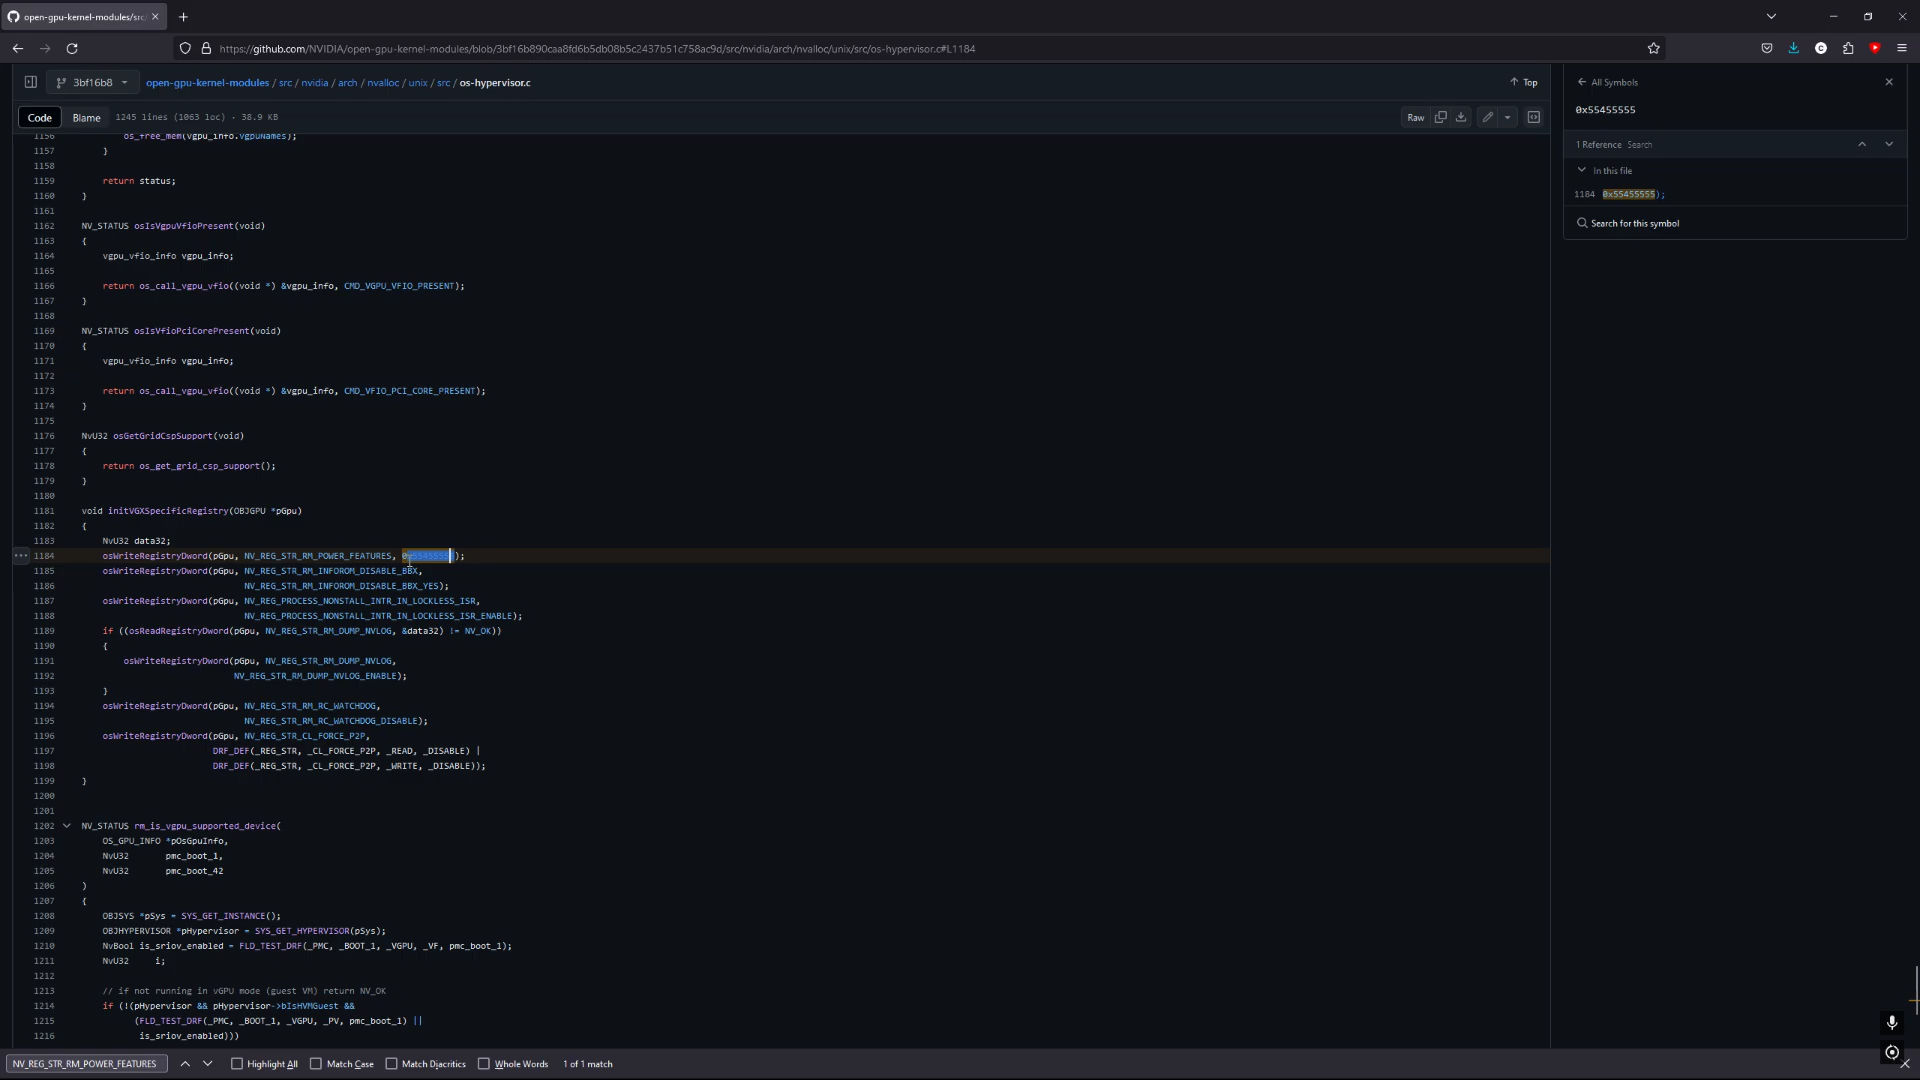 open-gpu-kernel-modules/src/
https://github.com/NVIDIA/open-gpu-kernel-modules/blob/3bf16b890caa8fd6b5db08b5c2437b51c758ac9d/src/nvidia/arch/nvalloc/unix/src/os-hypervisor.c#L1184
3bf16b8 open-gpu-kernel-modules / src / nvidia / arch / nvalloc / unix / src / os-hypervisor.c Top
Code Blame 1245 lines (1063 loc) · 38.9 KB Raw
1156 os_free_mem(vgpu_info.vgpuNames);
1157 }
1158
1159 return status;
1160 }
1161
1162 NV_STATUS osIsVgpuVfioPresent(void)
1163 {
1164 vgpu_vfio_info vgpu_info;
1165
1166 return os_call_vgpu_vfio((void *) &vgpu_info, CMD_VGPU_VFIO_PRESENT);
1167 }
1168
1169 NV_STATUS osIsVfioPciCorePresent(void)
1170 {
1171 vgpu_vfio_info vgpu_info;
1172
1173 return os_call_vgpu_vfio((void *) &vgpu_info, CMD_VFIO_PCI_CORE_PRESENT);
1174 }
1175
1176 NvU32 osGetGridCspSupport(void)
1177 {
1178 return os_get_grid_csp_support();
1179 }
1180
1181 void initVGXSpecificRegistry(OBJGPU *pGpu)
1182 {
1183 NvU32 data32;
1184 osWriteRegistryDword(pGpu, NV_REG_STR_RM_POWER_FEATURES, 0x55455555);
1185 osWriteRegistryDword(pGpu, NV_REG_STR_RM_INFOROM_DISABLE_BBX,
1186 NV_REG_STR_RM_INFOROM_DISABLE_BBX_YES);
1187 osWriteRegistryDword(pGpu, NV_REG_PROCESS_NONSTALL_INTR_IN_LOCKLESS_ISR,
1188 NV_REG_PROCESS_NONSTALL_INTR_IN_LOCKLESS_ISR_ENABLE);
1189 if ((osReadRegistryDword(pGpu, NV_REG_STR_RM_DUMP_NVLOG, &data32) != NV_OK))
1190 {
1191 osWriteRegistryDword(pGpu, NV_REG_STR_RM_DUMP_NVLOG,
1192 NV_REG_STR_RM_DUMP_NVLOG_ENABLE);
1193 }
1194 osWriteRegistryDword(pGpu, NV_REG_STR_RM_RC_WATCHDOG,
1195 NV_REG_STR_RM_RC_WATCHDOG_DISABLE);
1196 osWriteRegistryDword(pGpu, NV_REG_STR_CL_FORCE_P2P,
1197 DRF_DEF(_REG_STR, _CL_FORCE_P2P, _READ, _DISABLE) |
1198 DRF_DEF(_REG_STR, _CL_FORCE_P2P, _WRITE, _DISABLE));
1199 }
1200
1201
1202 NV_STATUS rm_is_vgpu_supported_device(
1203 OS_GPU_INFO *pOsGpuInfo,
1204 NvU32 pmc_boot_1,
1205 NvU32 pmc_boot_42
1206 )
1207 {
1208 OBJSYS *pSys = SYS_GET_INSTANCE();
1209 OBJHYPERVISOR *pHypervisor = SYS_GET_HYPERVISOR(pSys);
1210 NvBool is_sriov_enabled = FLD_TEST_DRF(_PMC, _BOOT_1, _VGPU, _VF, pmc_boot_1);
1211 NvU32 i;
1212
1213 // if not running in vGPU mode (guest VM) return NV_OK
1214 if (!(pHypervisor && pHypervisor->bIsHVMGuest &&
1215 (FLD_TEST_DRF(_PMC, _BOOT_1, _VGPU, _PV, pmc_boot_1) ||
1216 is_sriov_enabled)))
All Symbols
0x55455555
1 Reference Search
In this file
1184 0x55455555);
Search for this symbol
NV_REG_STR_RM_POWER_FEATURES Highlight All Match Case Match Diacritics Whole Words 1 of 1 match